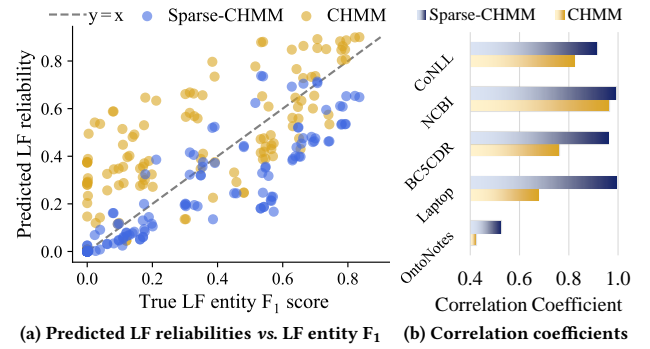 y = x Sparse-CHMM CHMM
Predicted LF reliability
0.8
0.6
0.4
0.2
0.0
0.0 0.2 0.4 0.6 0.8
True LF entity F1 score
(a) Predicted LF reliabilities vs. LF entity F1
Sparse-CHMM CHMM
CoNLL
NCBI
BC5CDR
Laptop
OntoNotes
0.4 0.6 0.8 1.0
Correlation Coefficient
(b) Correlation coefficients